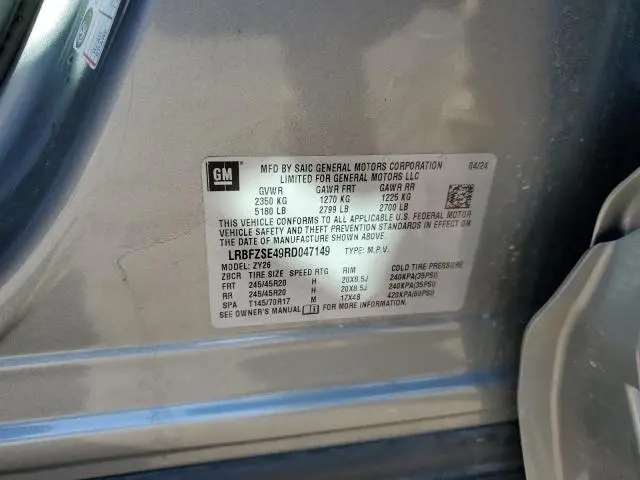 GM
MFD BY SAIC GENERAL MOTORS CORPORATION 04/24
LIMITED FOR GENERAL MOTORS LLC
GVWR GAWR FRT GAWR RR
2350 KG 1270 KG 1225 KG
5180 LB 2799 LB 2700 LB
THIS VEHICLE CONFORMS TO ALL APPLICABLE U.S. FEDERAL MOTOR
VEHICLE SAFETY AND THEFT PREVENTION STANDARDS IN EFFECT ON
THE DATE OF MANUFACTURE SHOWN ABOVE.
LRBFZSE49RD047149 TYPE: M.P.V.
MODEL: ZY26
ZBCR TIRE SIZE SPEED RTG RIM COLD TIRE PRESSURE
FRT 245/45R20 H 20X8.5J 240KPA(35PSI)
RR 245/45R20 H 20X8.5J 240KPA(35PSI)
SPA T145/70R17 M 17X4B 420KPA(60PSI)
SEE OWNER'S MANUAL FOR MORE INFORMATION.